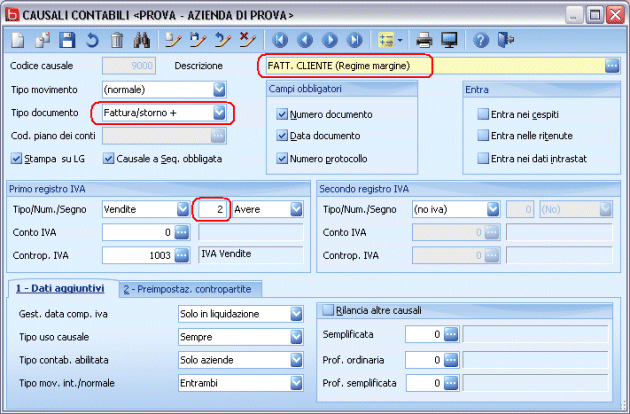 CAUSALI CONTABILI <PROVA - AZIENDA DI PROVA>
Codice causale 9000 Descrizione FATT. CLIENTE (Regime margine)
Tipo movimento (normale)
Tipo documento Fattura/storno +
Cod. piano dei conti 0
Stampa su LG Causale a Seq. obbligata
Campi obbligatori
Numero documento
Data documento
Numero protocollo
Entra
Entra nei cespiti
Entra nelle ritenute
Entra nei dati intrastat
Primo registro IVA
Tipo/Num./Segno Vendite 2 Avere
Conto IVA 0
Controp. IVA 1003 IVA Vendite
Secondo registro IVA
Tipo/Num./Segno (no iva) 0 (No)
Conto IVA 0
Controp. IVA 0
1 - Dati aggiuntivi 2 - Preimpostaz. contropartite
Gest. data comp. iva Solo in liquidazione
Tipo uso causale Sempre
Tipo contab. abilitata Solo aziende
Tipo mov. int./normale Entrambi
Rilancia altre causali
Semplificata 0
Prof. ordinaria 0
Prof. semplificata 0